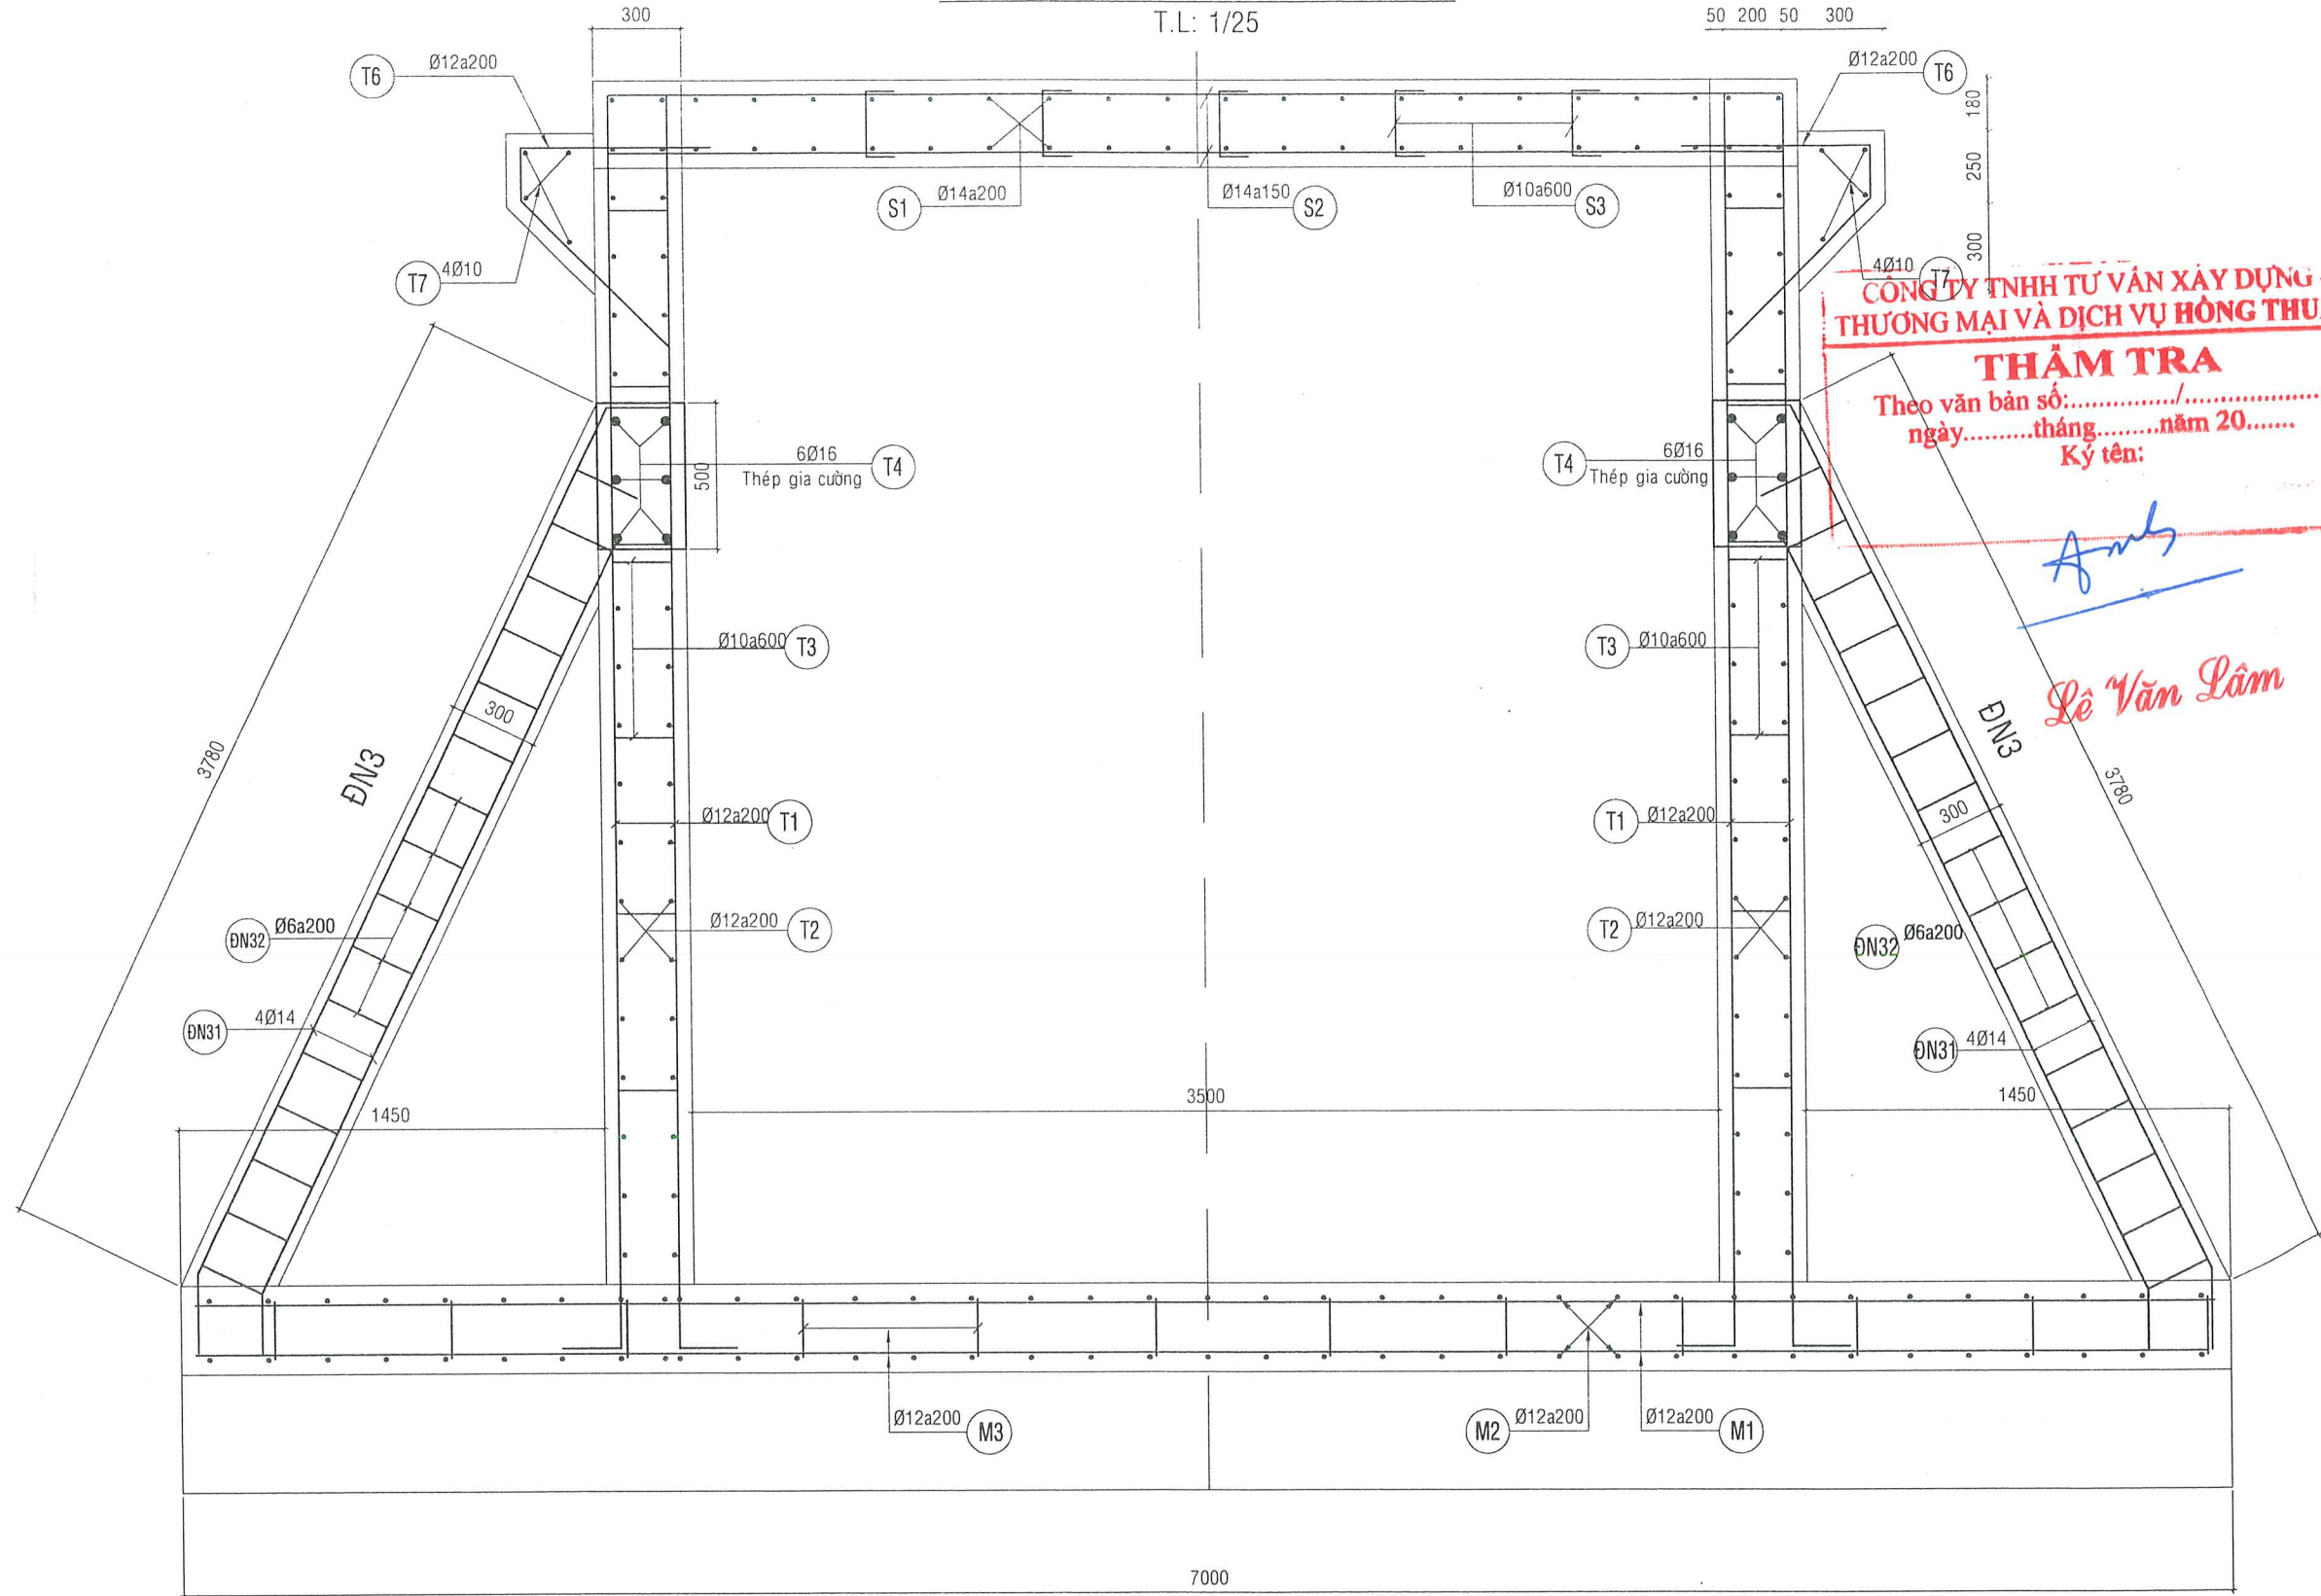 T.L: 1/25
300
50 200 50 300
T6 Ø12a200
Ø12a200 T6
180
250
300
S1 Ø14a200
Ø14a150 S2
Ø10a600 S3
T7 4Ø10
4Ø10 T7
CÔNG TY TNHH TƯ VẤN XÂY DỰNG
THƯƠNG MẠI VÀ DỊCH VỤ HỒNG
THẨM TRA
Theo văn bản số:............../...................
ngày..........tháng.........năm 20.......
Ký tên:
6Ø16 T4
Thép gia cường
500
T4 6Ø16
Thép gia cường
Ø10a600 T3
T3 Ø10a600
Lê Văn Lâm
300
ĐN3
3780
ĐN3
3780
300
Ø12a200 T1
T1 Ø12a200
Ø12a200 T2
T2 Ø12a200
ĐN32 Ø6a200
ĐN32 Ø6a200
ĐN31 4Ø14
ĐN31 4Ø14
1450
3500
1450
Ø12a200 M3
M2 Ø12a200
Ø12a200 M1
7000